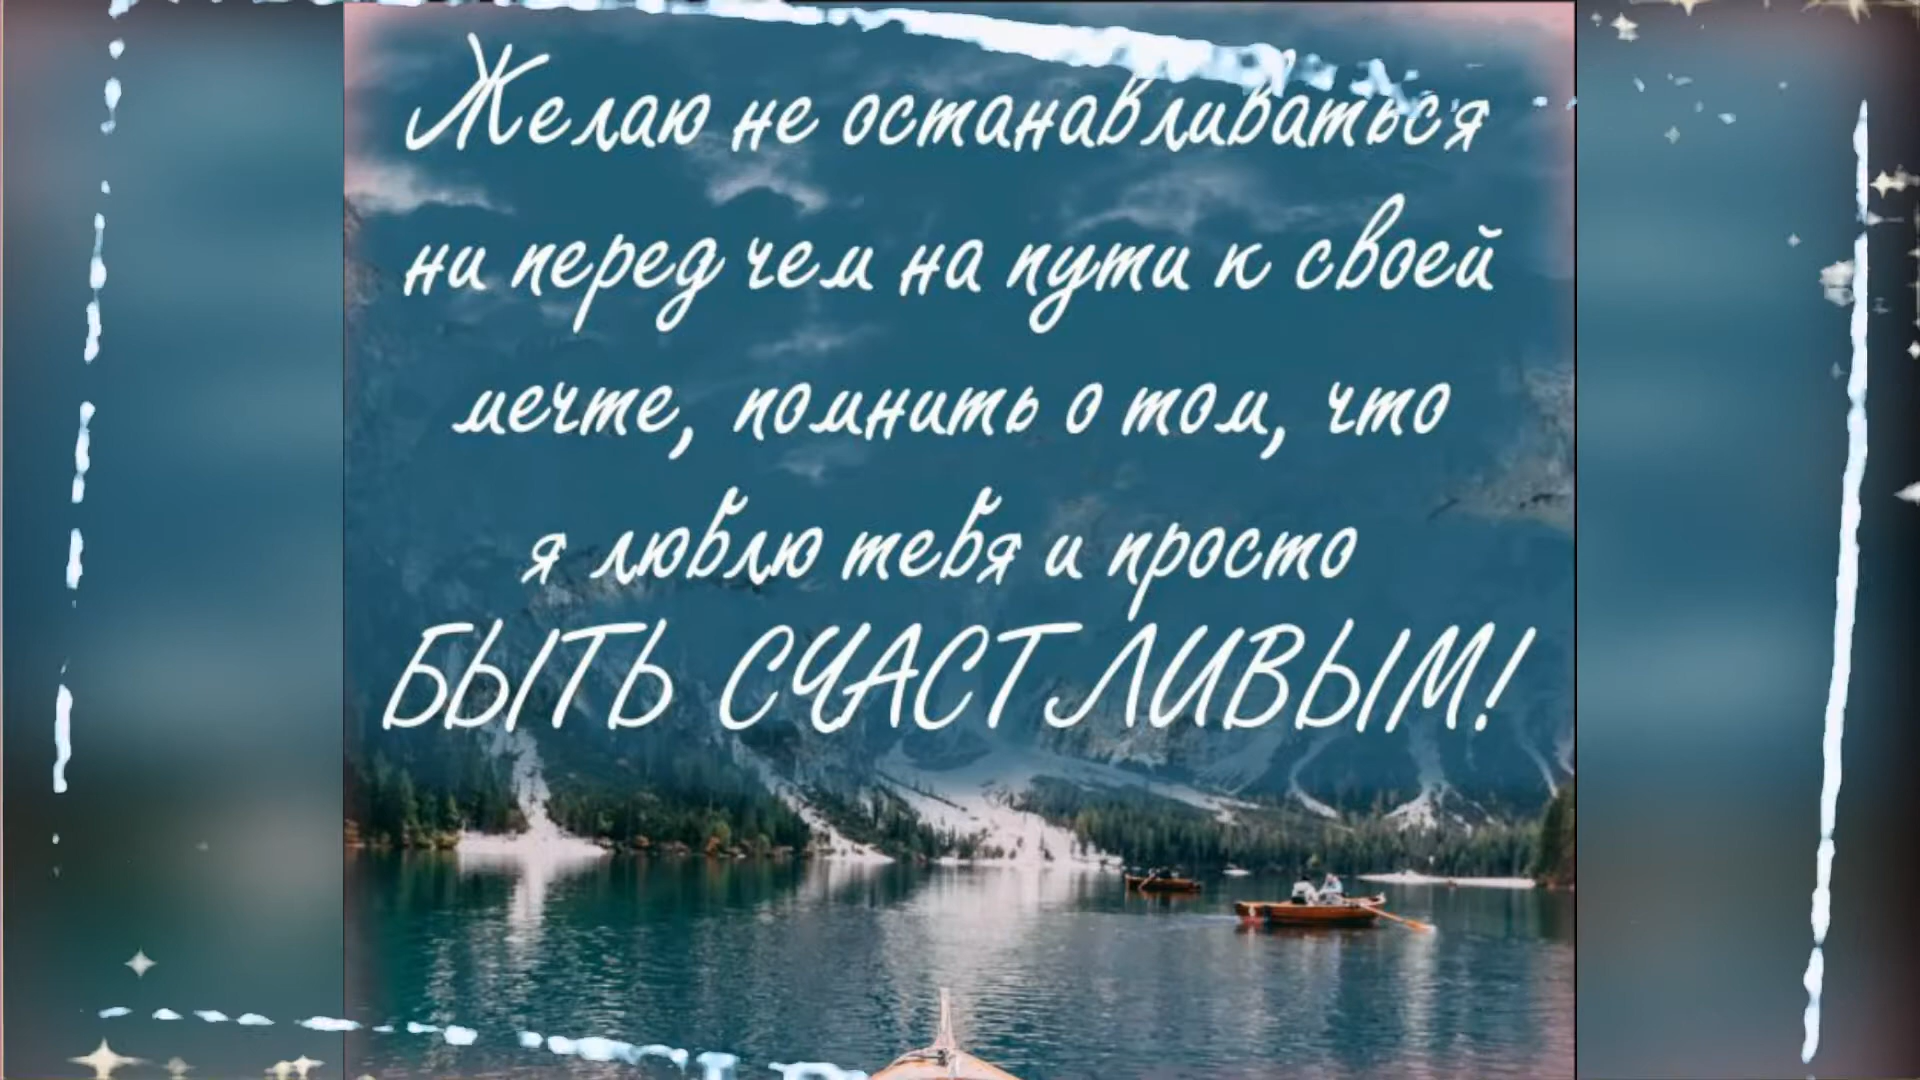 Желаю не останавливаться
ни перед чем на пути к своей
мечте, помнить о том, что
я люблю тебя и просто
БЫТЬ СЧАСТЛИВЫМ!